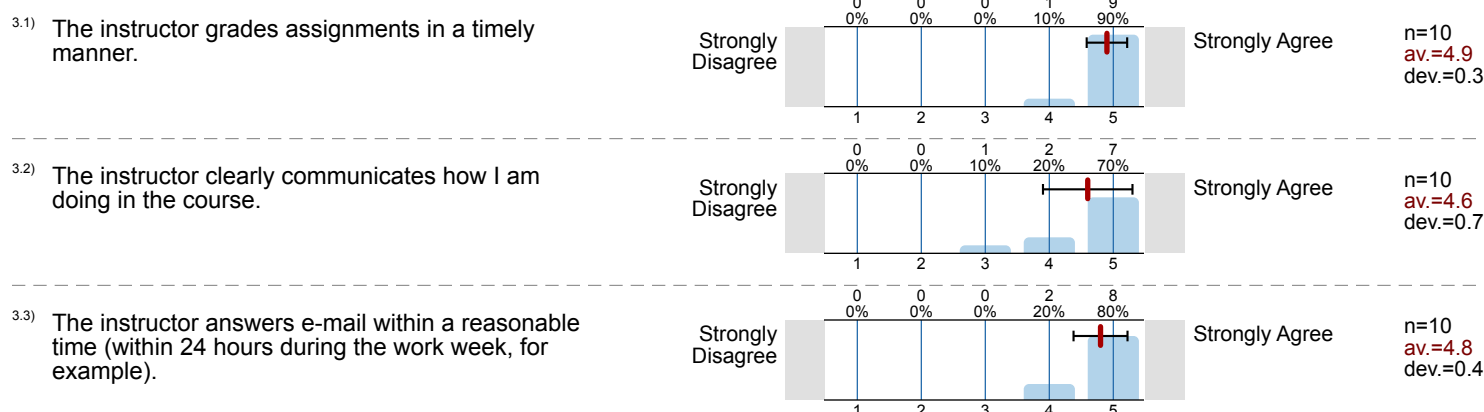 0 0 0 1 9
0% 0% 0% 10% 90%
3.1) The instructor grades assignments in a timely
manner.
Strongly
Disagree
Strongly Agree
n=10
av.=4.9
dev.=0.3
1 2 3 4 5
0 0 1 2 7
0% 0% 10% 20% 70%
3.2) The instructor clearly communicates how I am
doing in the course.
Strongly
Disagree
Strongly Agree
n=10
av.=4.6
dev.=0.7
1 2 3 4 5
0 0 0 2 8
0% 0% 0% 20% 80%
3.3) The instructor answers e-mail within a reasonable
time (within 24 hours during the work week, for
example).
Strongly
Disagree
Strongly Agree
n=10
av.=4.8
dev.=0.4
1 2 3 4 5